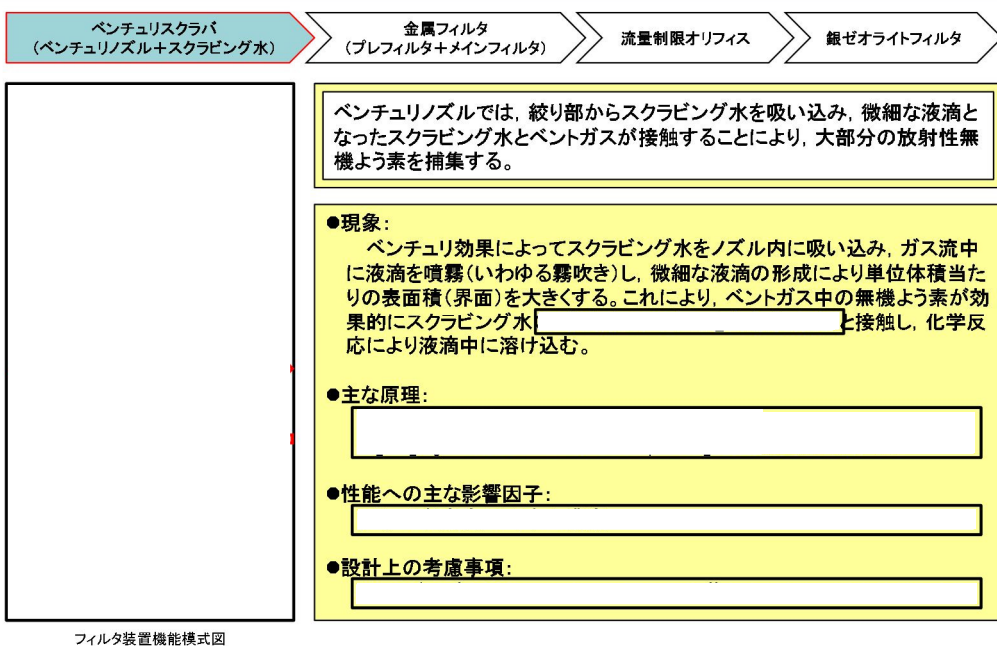 ベンチュリスクラバ
(ベンチュリノズル＋スクラビング水)
金属フィルタ
(プレフィルタ＋メインフィルタ)
流量制限オリフィス
銀ゼオライトフィルタ
ベンチュリノズルでは，絞り部からスクラビング水を吸い込み，微細な液滴と
なったスクラビング水とベントガスが接触することにより，大部分の放射性無
機よう素を捕集する。
●現象：
ベンチュリ効果によってスクラビング水をノズル内に吸い込み，ガス流中
に液滴を噴霧(いわゆる霧吹き)し，微細な液滴の形成により単位体積当た
りの表面積(界面)を大きくする。これにより，ベントガス中の無機よう素が効
果的にスクラビング水 と接触し，化学反
応により液滴中に溶け込む。
●主な原理：
●性能への主な影響因子：
●設計上の考慮事項：
フィルタ装置機能模式図